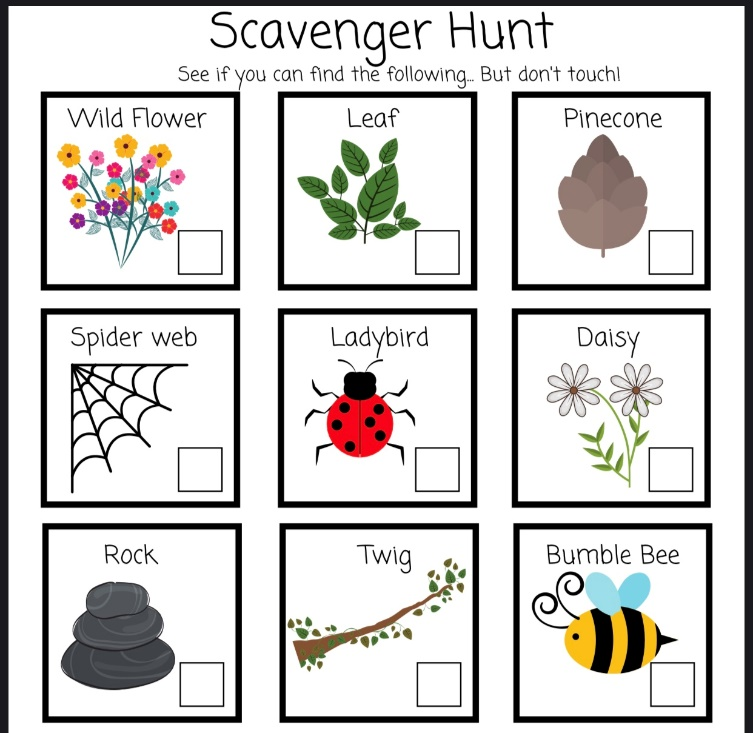 Scavenger Hunt
See if you can find the following... But don't touch!
Wild Flower
Leaf
Pinecone
Spider web
Ladybird
Daisy
Rock
Twig
Bumble Bee